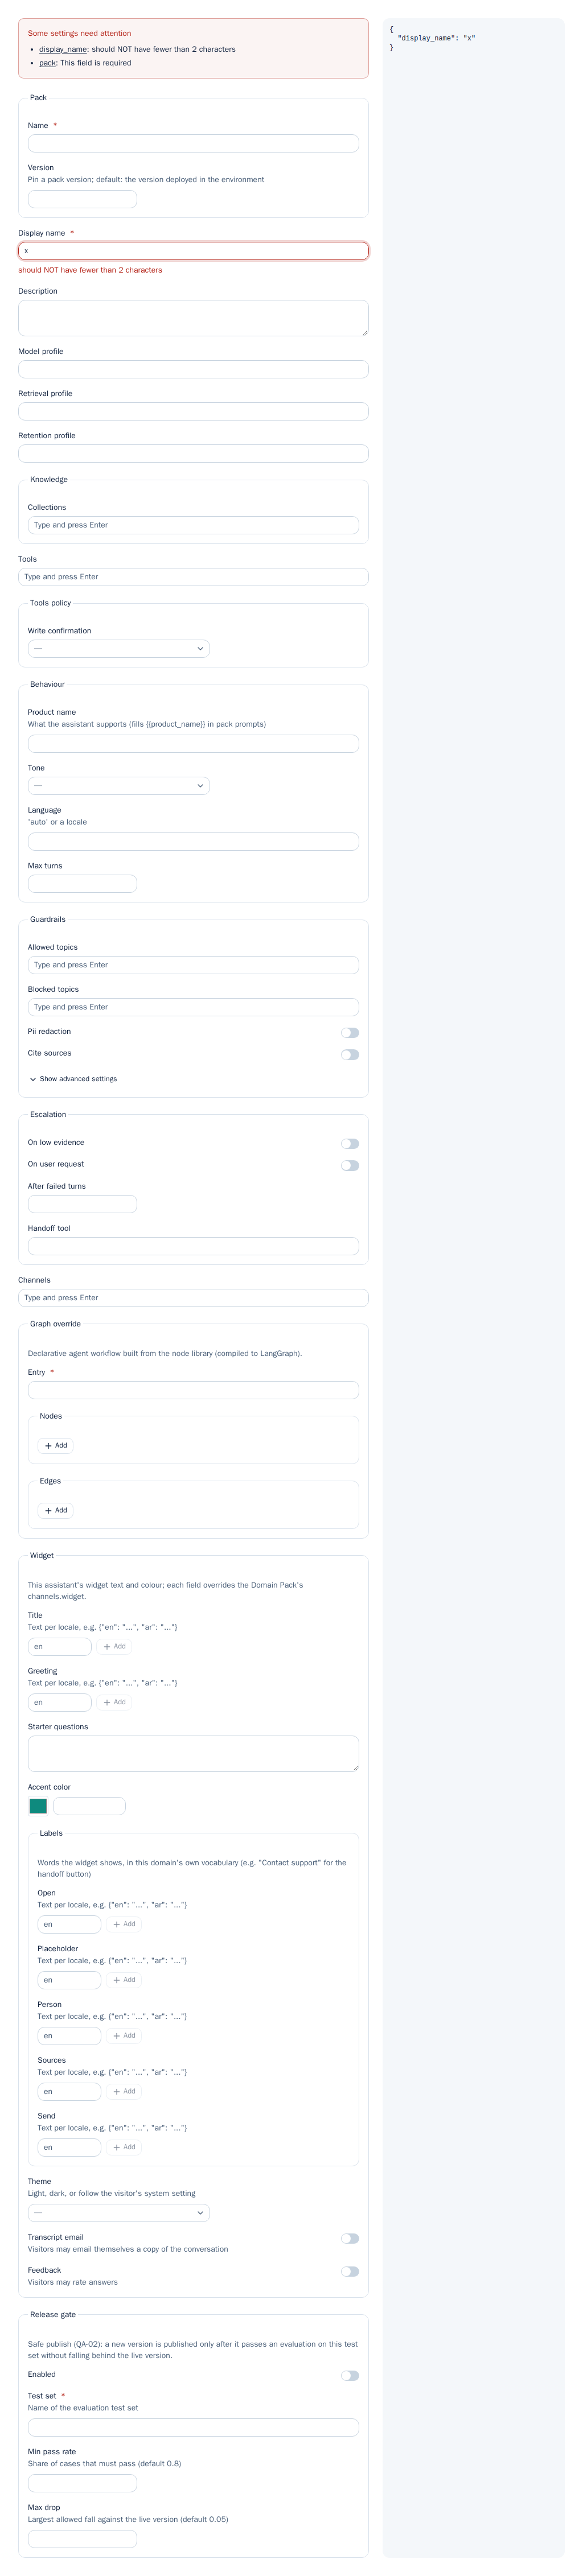 Some settings need attention
display_name: should NOT have fewer than 2 characters
pack: This field is required
{
"display_name": "x"
}
Pack
Name *
Version
Pin a pack version; default: the version deployed in the environment
Display name *
x
should NOT have fewer than 2 characters
Description
Model profile
Retrieval profile
Retention profile
Knowledge
Collections
Type and press Enter
Tools
Type and press Enter
Tools policy
Write confirmation
—
Behaviour
Product name
What the assistant supports (fills {{product_name}} in pack prompts)
Tone
—
Language
'auto' or a locale
Max turns
Guardrails
Allowed topics
Type and press Enter
Blocked topics
Type and press Enter
Pii redaction
Cite sources
Show advanced settings
Escalation
On low evidence
On user request
After failed turns
Handoff tool
Channels
Type and press Enter
Graph override
Declarative agent workflow built from the node library (compiled to LangGraph).
Entry *
Nodes
+ Add
Edges
+ Add
Widget
This assistant's widget text and colour; each field overrides the Domain Pack's
channels.widget.
Title
Text per locale, e.g. {"en": "...", "ar": "..."}
en + Add
Greeting
Text per locale, e.g. {"en": "...", "ar": "..."}
en + Add
Starter questions
Accent color
Labels
Words the widget shows, in this domain's own vocabulary (e.g. "Contact support" for the
handoff button)
Open
Text per locale, e.g. {"en": "...", "ar": "..."}
en + Add
Placeholder
Text per locale, e.g. {"en": "...", "ar": "..."}
en + Add
Person
Text per locale, e.g. {"en": "...", "ar": "..."}
en + Add
Sources
Text per locale, e.g. {"en": "...", "ar": "..."}
en + Add
Send
Text per locale, e.g. {"en": "...", "ar": "..."}
en + Add
Theme
Light, dark, or follow the visitor's system setting
—
Transcript email
Visitors may email themselves a copy of the conversation
Feedback
Visitors may rate answers
Release gate
Safe publish (QA-02): a new version is published only after it passes an evaluation on this test
set without falling behind the live version.
Enabled
Test set *
Name of the evaluation test set
Min pass rate
Share of cases that must pass (default 0.8)
Max drop
Largest allowed fall against the live version (default 0.05)